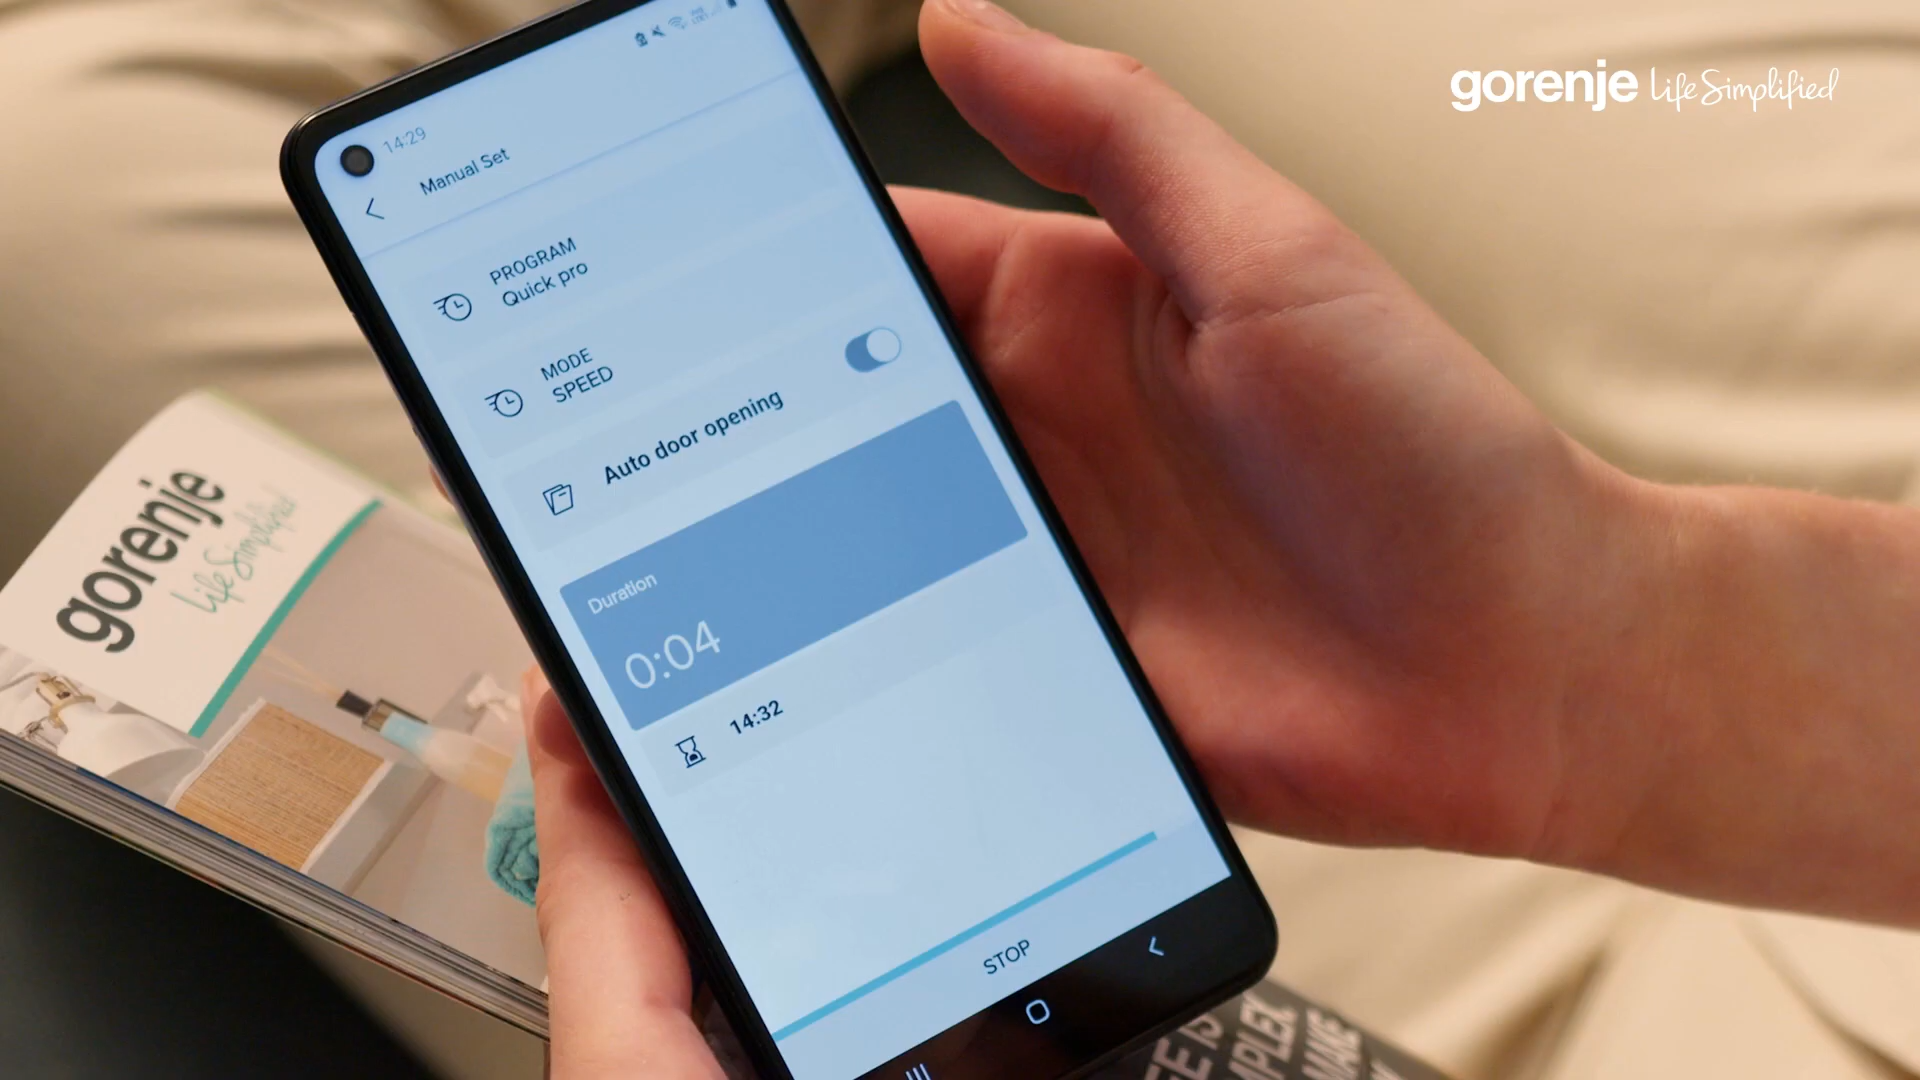 gorenje Life Simplified
14:29
Manual Set
PROGRAM
Quick pro
MODE
SPEED
Auto door opening
Duration
0:04
14:32
STOP
gorenje
Life Simplified